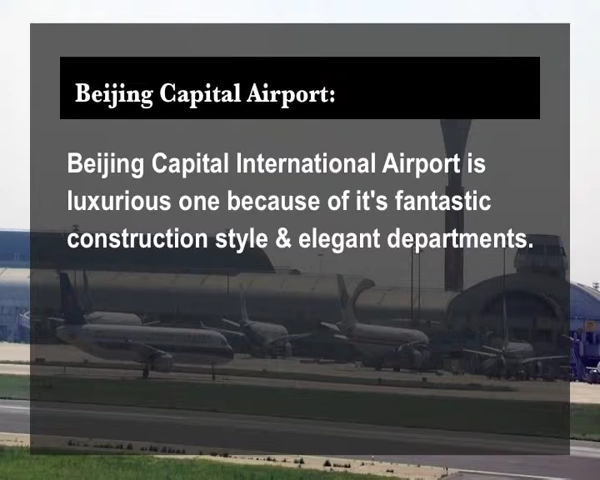 Beijing Capital Airport:
Beijing Capital International Airport is
luxurious one because of it's fantastic
construction style & elegant departments.